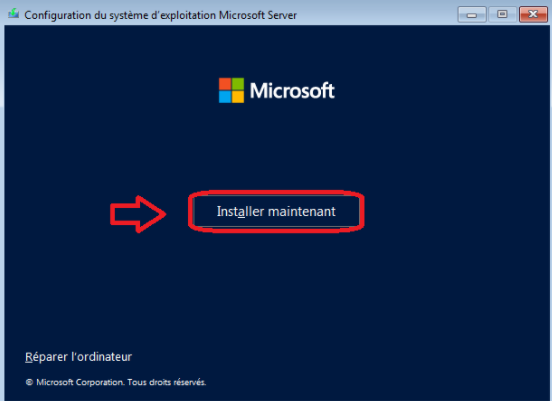 Configuration du système d'exploitation Microsoft Server
Microsoft
Installer maintenant
Réparer l'ordinateur
© Microsoft Corporation. Tous droits réservés.